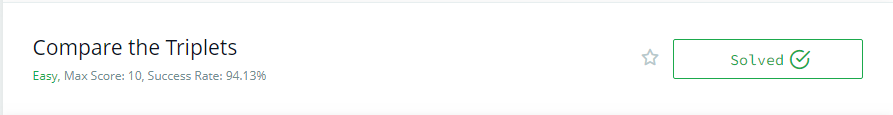 Compare the Triplets
Easy, Max Score: 10, Success Rate: 94.13%
Solved